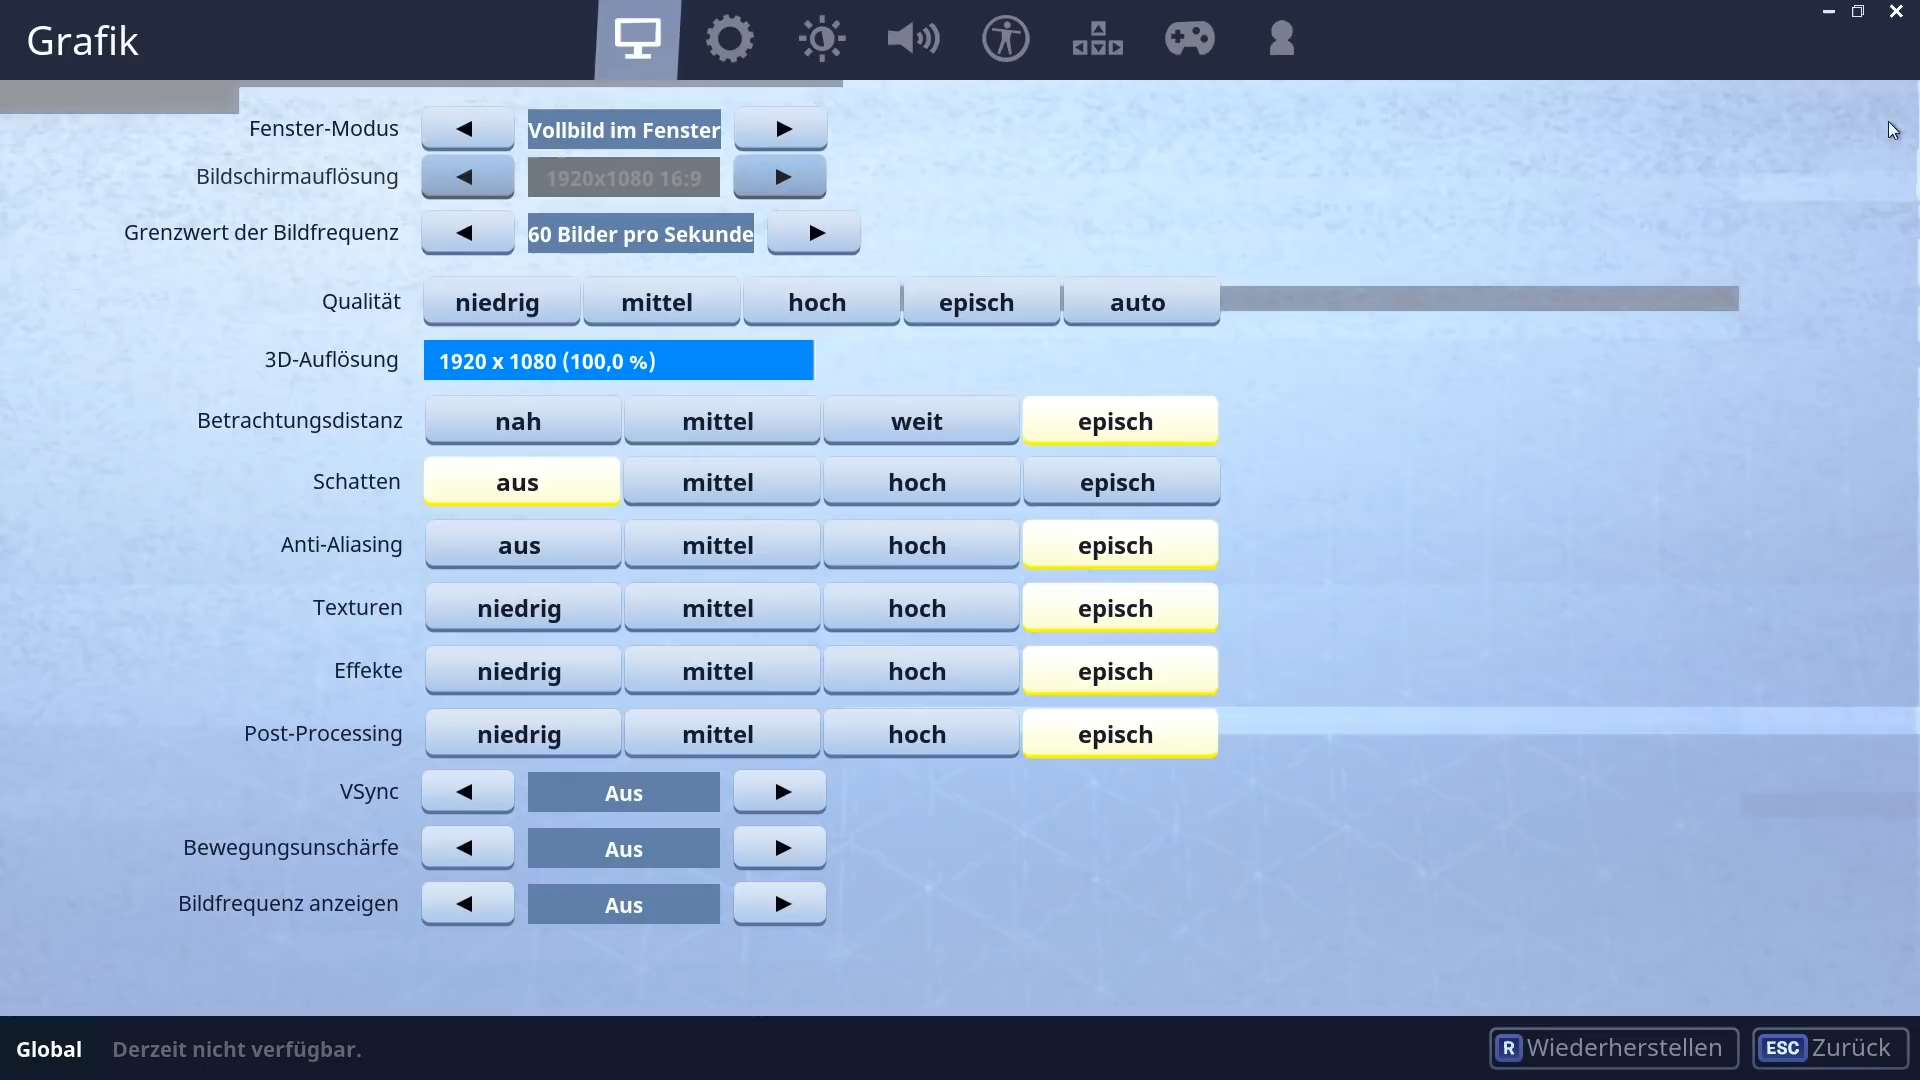 Grafik
Fenster-Modus Vollbild im Fenster
Bildschirmauflösung 1920x1080 16:9
Grenzwert der Bildfrequenz 60 Bilder pro Sekunde
Qualität niedrig mittel hoch episch auto
3D-Auflösung 1920 x 1080 (100,0 %)
Betrachtungsdistanz nah mittel weit episch
Schatten aus mittel hoch episch
Anti-Aliasing aus mittel hoch episch
Texturen niedrig mittel hoch episch
Effekte niedrig mittel hoch episch
Post-Processing niedrig mittel hoch episch
VSync Aus
Bewegungsunschärfe Aus
Bildfrequenz anzeigen Aus
Global Derzeit nicht verfügbar. R Wiederherstellen ESC Zurück